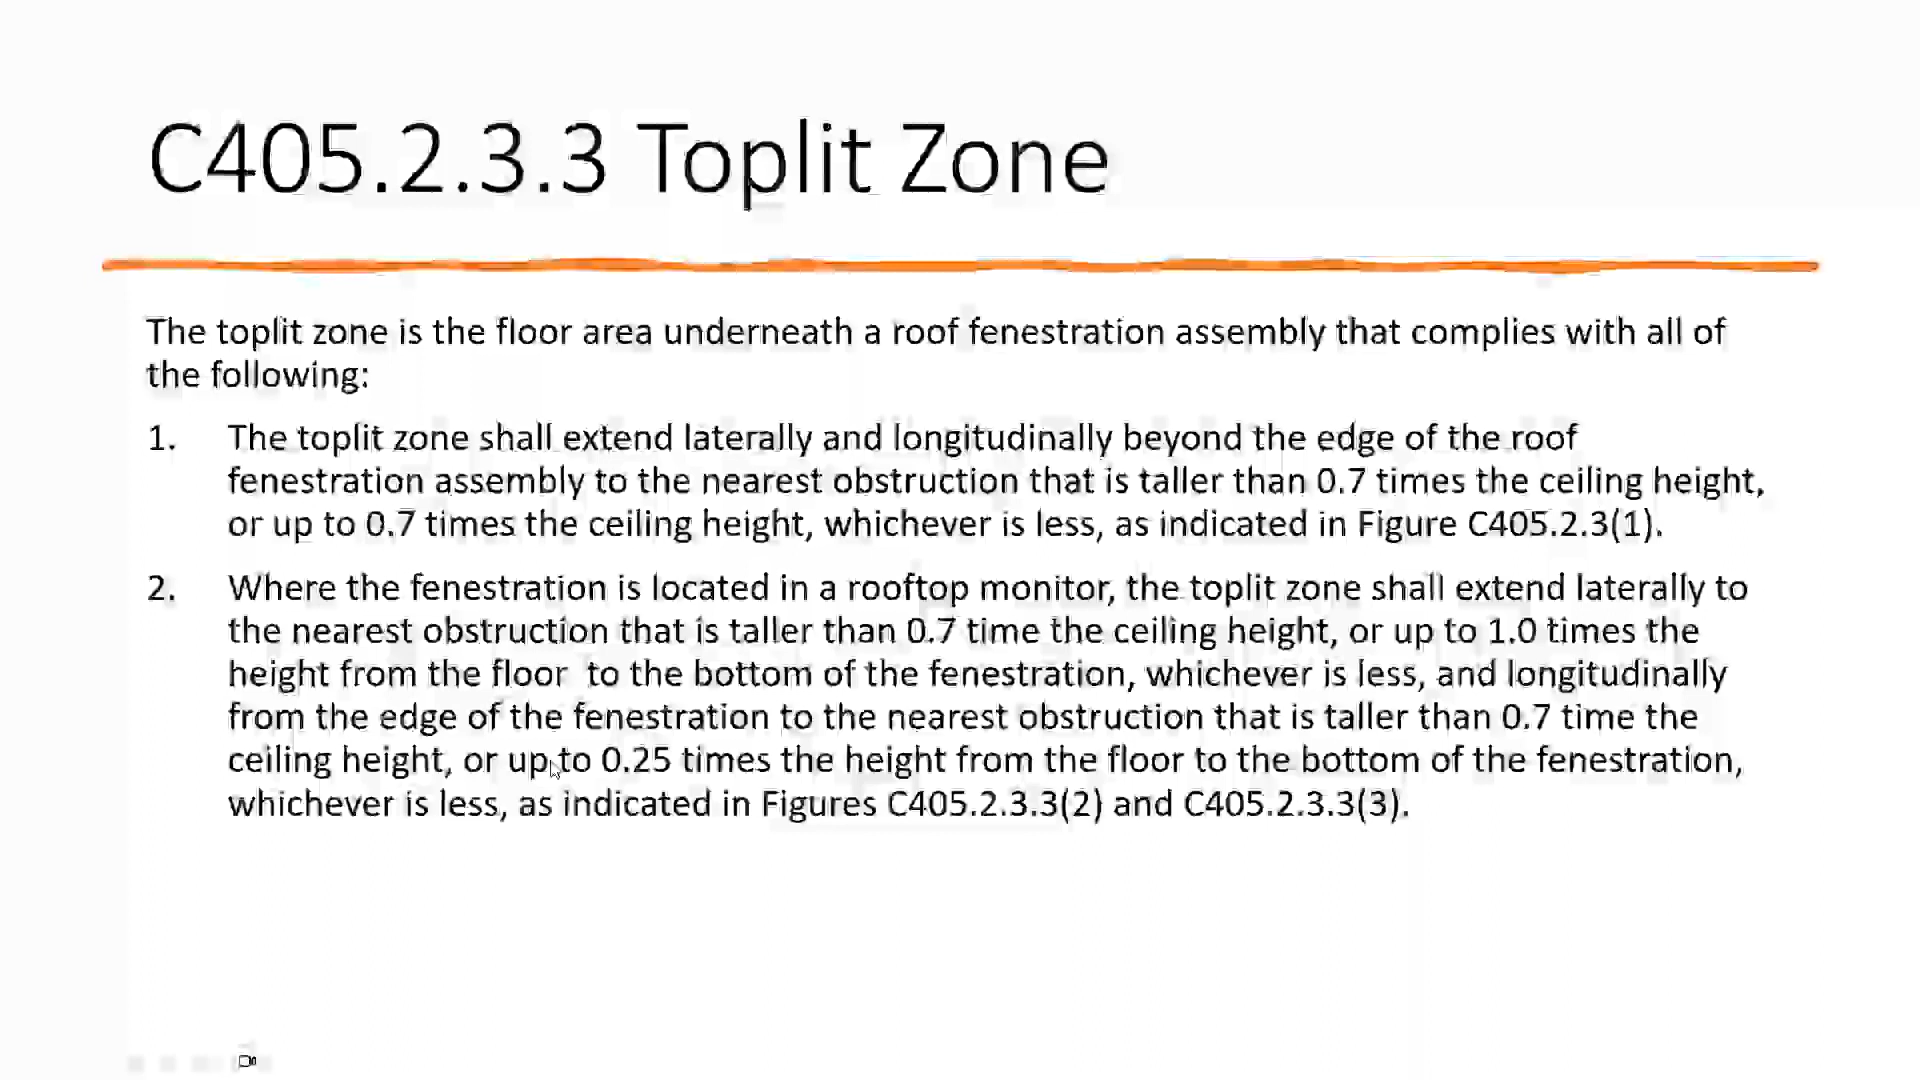 C405.2.3.3 Toplit Zone
The toplit zone is the floor area underneath a roof fenestration assembly that complies with all of
the following:
1. The toplit zone shall extend laterally and longitudinally beyond the edge of the roof
fenestration assembly to the nearest obstruction that is taller than 0.7 times the ceiling height,
or up to 0.7 times the ceiling height, whichever is less, as indicated in Figure C405.2.3(1).
2. Where the fenestration is located in a rooftop monitor, the toplit zone shall extend laterally to
the nearest obstruction that is taller than 0.7 time the ceiling height, or up to 1.0 times the
height from the floor to the bottom of the fenestration, whichever is less, and longitudinally
from the edge of the fenestration to the nearest obstruction that is taller than 0.7 time the
ceiling height, or up to 0.25 times the height from the floor to the bottom of the fenestration,
whichever is less, as indicated in Figures C405.2.3.3(2) and C405.2.3.3(3).